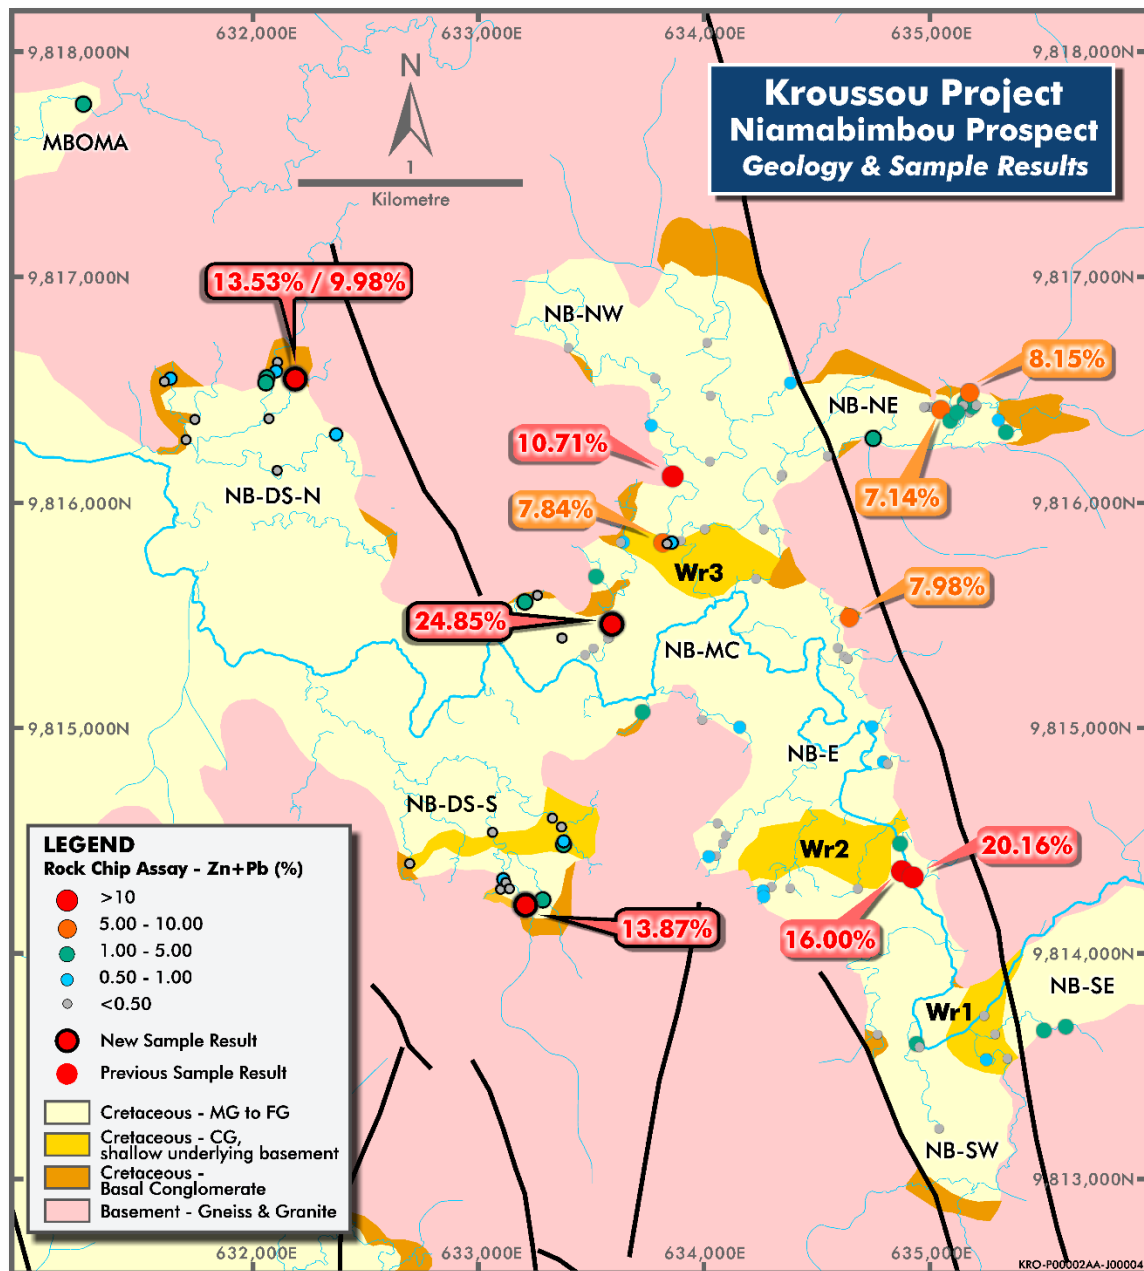 632,000E
633,000E
634,000E
635,000E
9,818,000N
9,818,000N
Kroussou Project
Niamabimbou Prospect
Geology & Sample Results
N
1
Kilometre
MBOMA
9,817,000N
9,817,000N
13.53% / 9.98%
NB-NW
8.15%
NB-NE
10.71%
7.14%
NB-DS-N
9,816,000N
9,816,000N
7.84%
Wr3
7.98%
24.85%
NB-MC
9,815,000N
9,815,000N
NB-E
NB-DS-S
Wr2
20.16%
13.87%
16.00%
9,814,000N
NB-SE
Wr1
NB-SW
9,813,000N
LEGEND
Rock Chip Assay - Zn+Pb (%)
>10
5.00 - 10.00
1.00 - 5.00
0.50 - 1.00
<0.50
New Sample Result
Previous Sample Result
Cretaceous - MG to FG
Cretaceous - CG,
shallow underlying basement
Cretaceous -
Basal Conglomerate
Basement - Gneiss & Granite
632,000E
633,000E
634,000E
635,000E
KRO-P00002AA-J00004